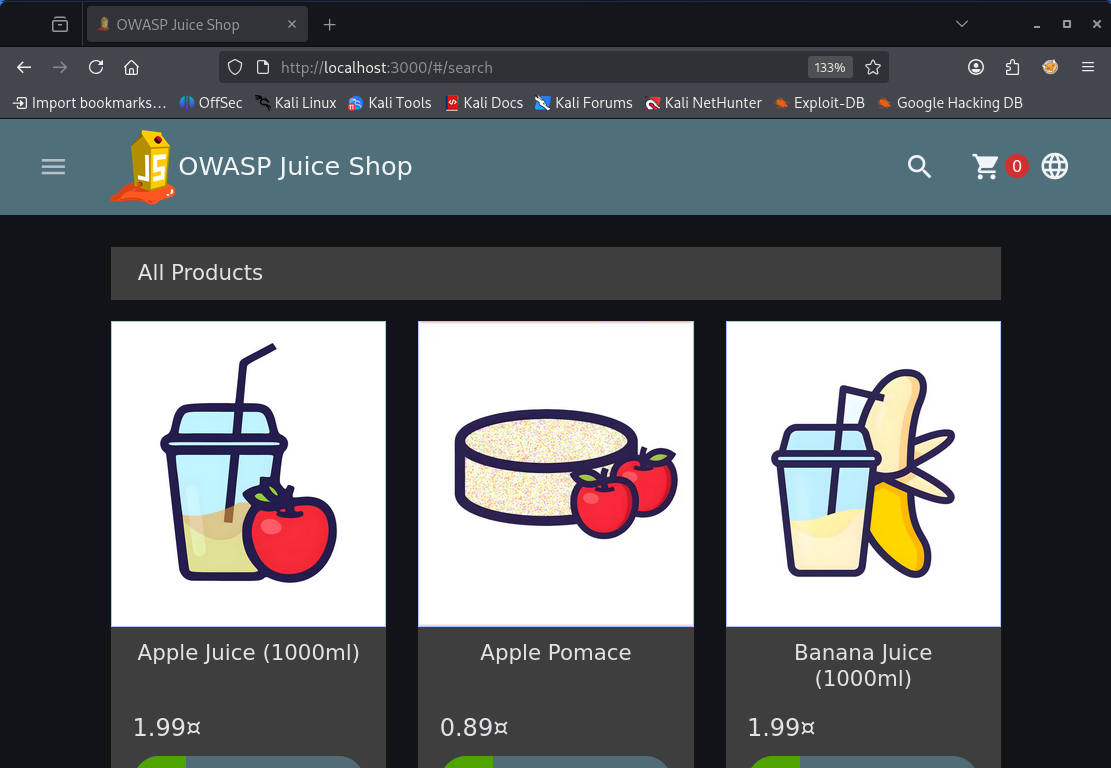 OWASP Juice Shop
http://localhost:3000/#/search
133%
Import bookmarks… OffSec Kali Linux Kali Tools Kali Docs Kali Forums Kali NetHunter Exploit-DB Google Hacking DB
JS OWASP Juice Shop 0
All Products
Apple Juice (1000ml)
1.99¤
Apple Pomace
0.89¤
Banana Juice
(1000ml)
1.99¤